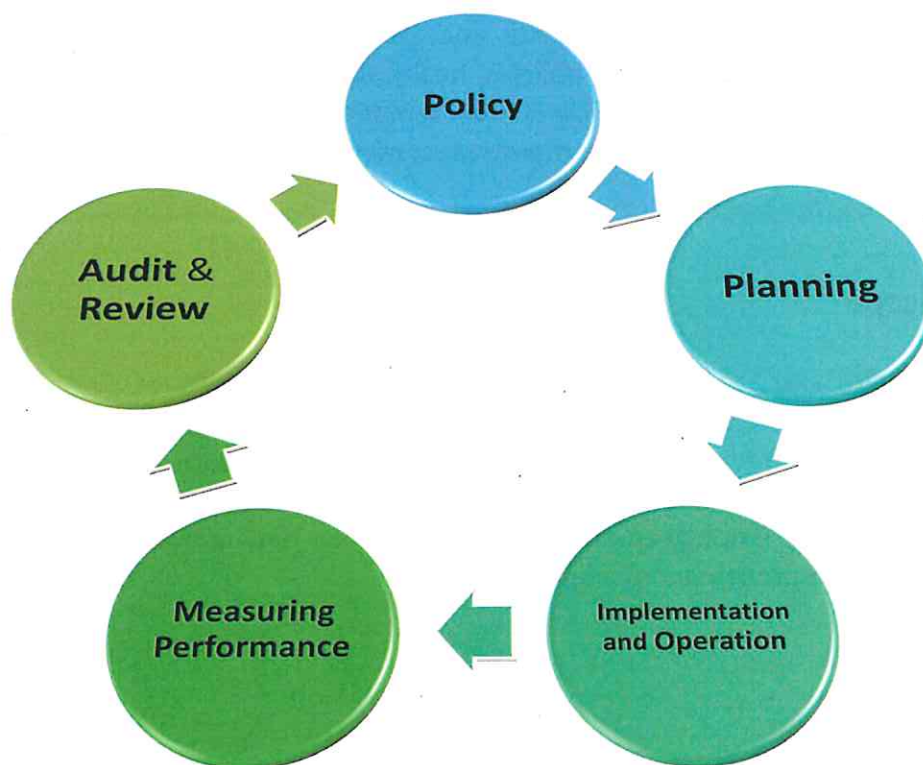 Policy
Planning
Implementation
and Operation
Measuring
Performance
Audit &
Review